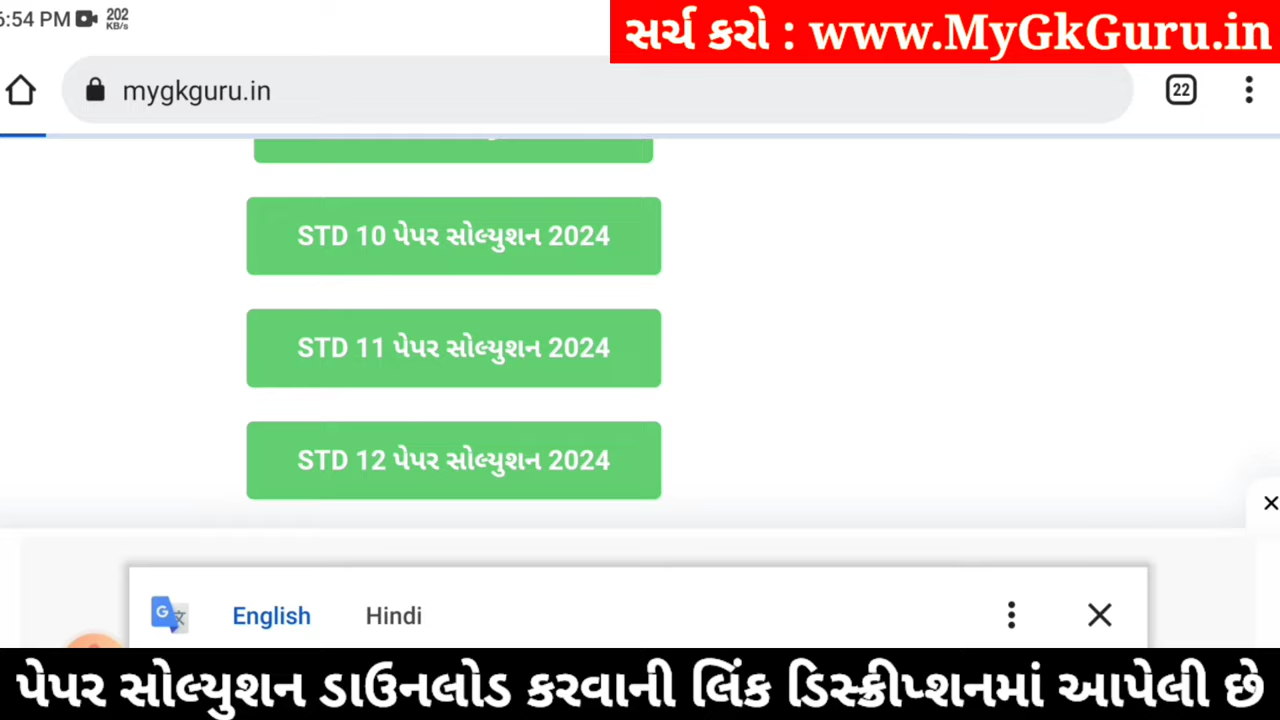 6:54 PM 202 KB/s
સર્ચ કરો : www.MyGkGuru.in
mygkguru.in 22
STD 10 પેપર સોલ્યુશન 2024
STD 11 પેપર સોલ્યુશન 2024
STD 12 પેપર સોલ્યુશન 2024
English Hindi
પેપર સોલ્યુશન ડાઉનલોડ કરવાની લિંક ડિસ્ક્રીપ્શનમાં આપેલી છે